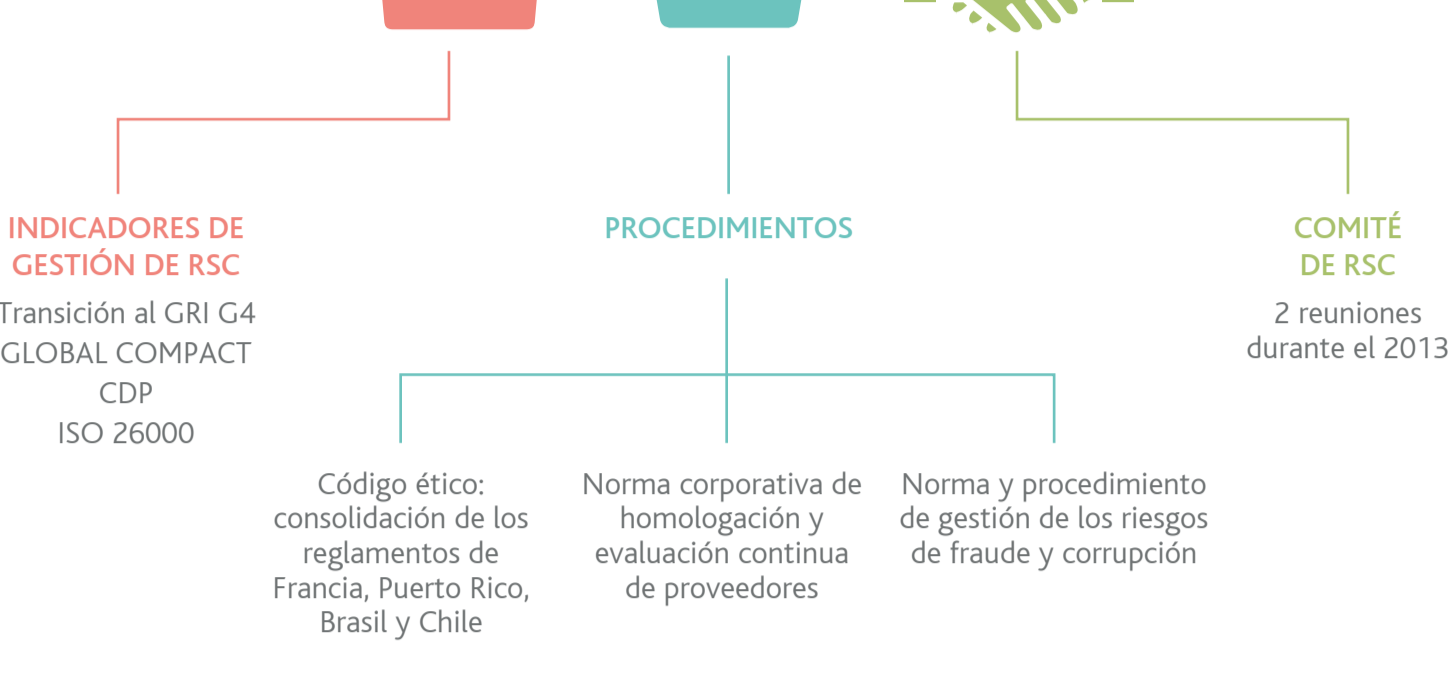 INDICADORES DE
GESTIÓN DE RSC
Transición al GRI G4
GLOBAL COMPACT
CDP
ISO 26000
PROCEDIMIENTOS
Código ético:
consolidación de los
reglamentos de
Francia, Puerto Rico,
Brasil y Chile
Norma corporativa de
homologación y
evaluación continua
de proveedores
Norma y procedimiento
de gestión de los riesgos
de fraude y corrupción
COMITÉ
DE RSC
2 reuniones
durante el 2013